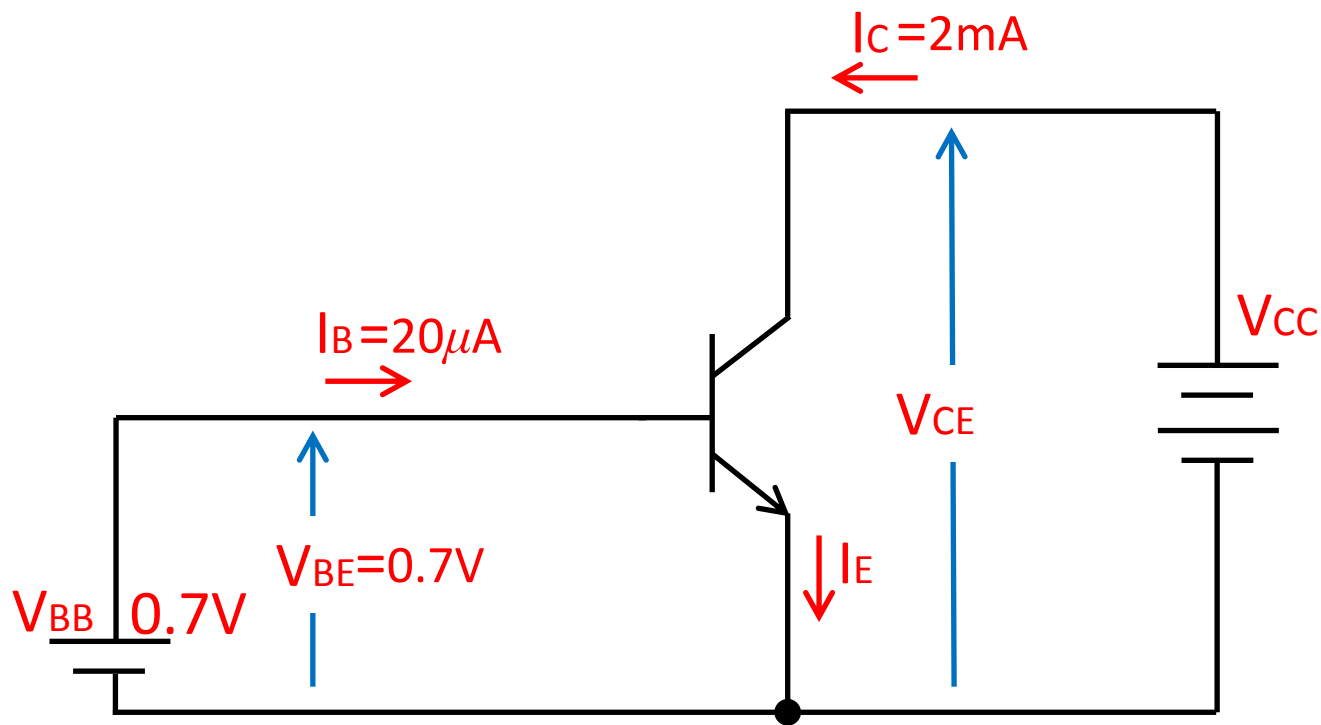 IC =2mA
VCC
IB =20μA
VCE
VBE=0.7V
IE
VBB 0.7V